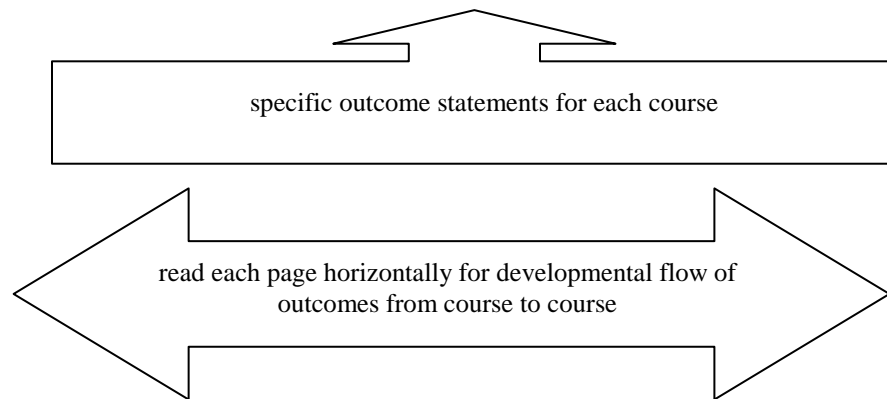 specific outcome statements for each course
read each page horizontally for developmental flow of
outcomes from course to course